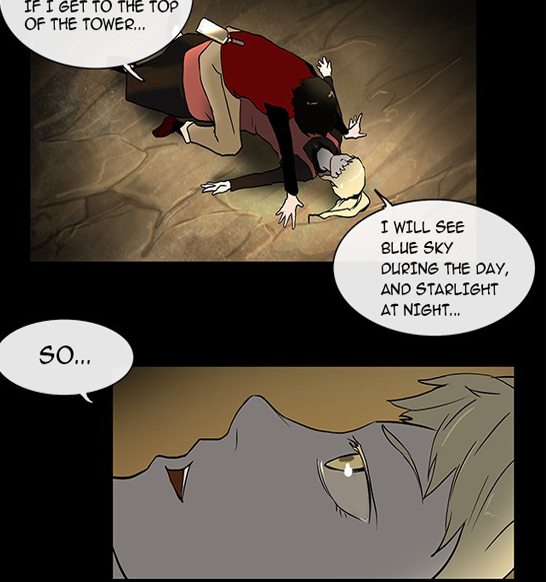 IF I GET TO THE TOP
OF THE TOWER...
I WILL SEE
BLUE SKY
DURING THE DAY,
AND STARLIGHT
AT NIGHT...
SO...